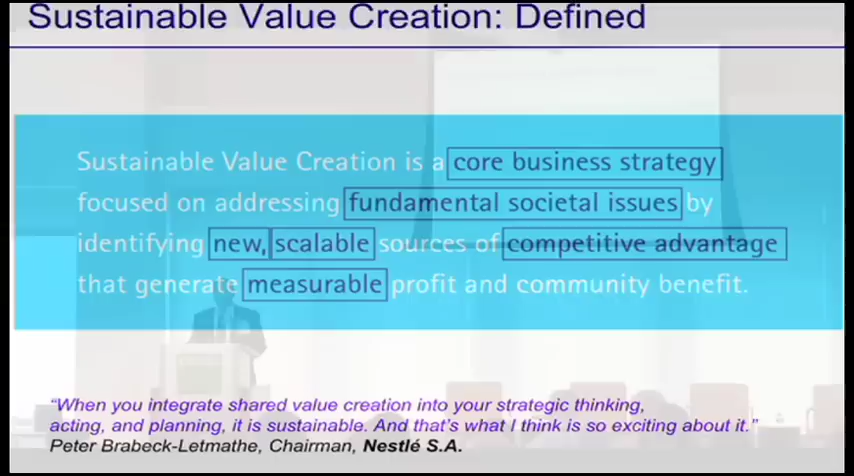 Sustainable Value Creation: Defined
Sustainable Value Creation is a core business strategy
focused on addressing fundamental societal issues by
identifying new, scalable sources of competitive advantage
that generate measurable profit and community benefit.
“When you integrate shared value creation into your strategic thinking,
acting, and planning, it is sustainable. And that’s what I think is so exciting about it.”
Peter Brabeck-Letmathe, Chairman, Nestlé S.A.